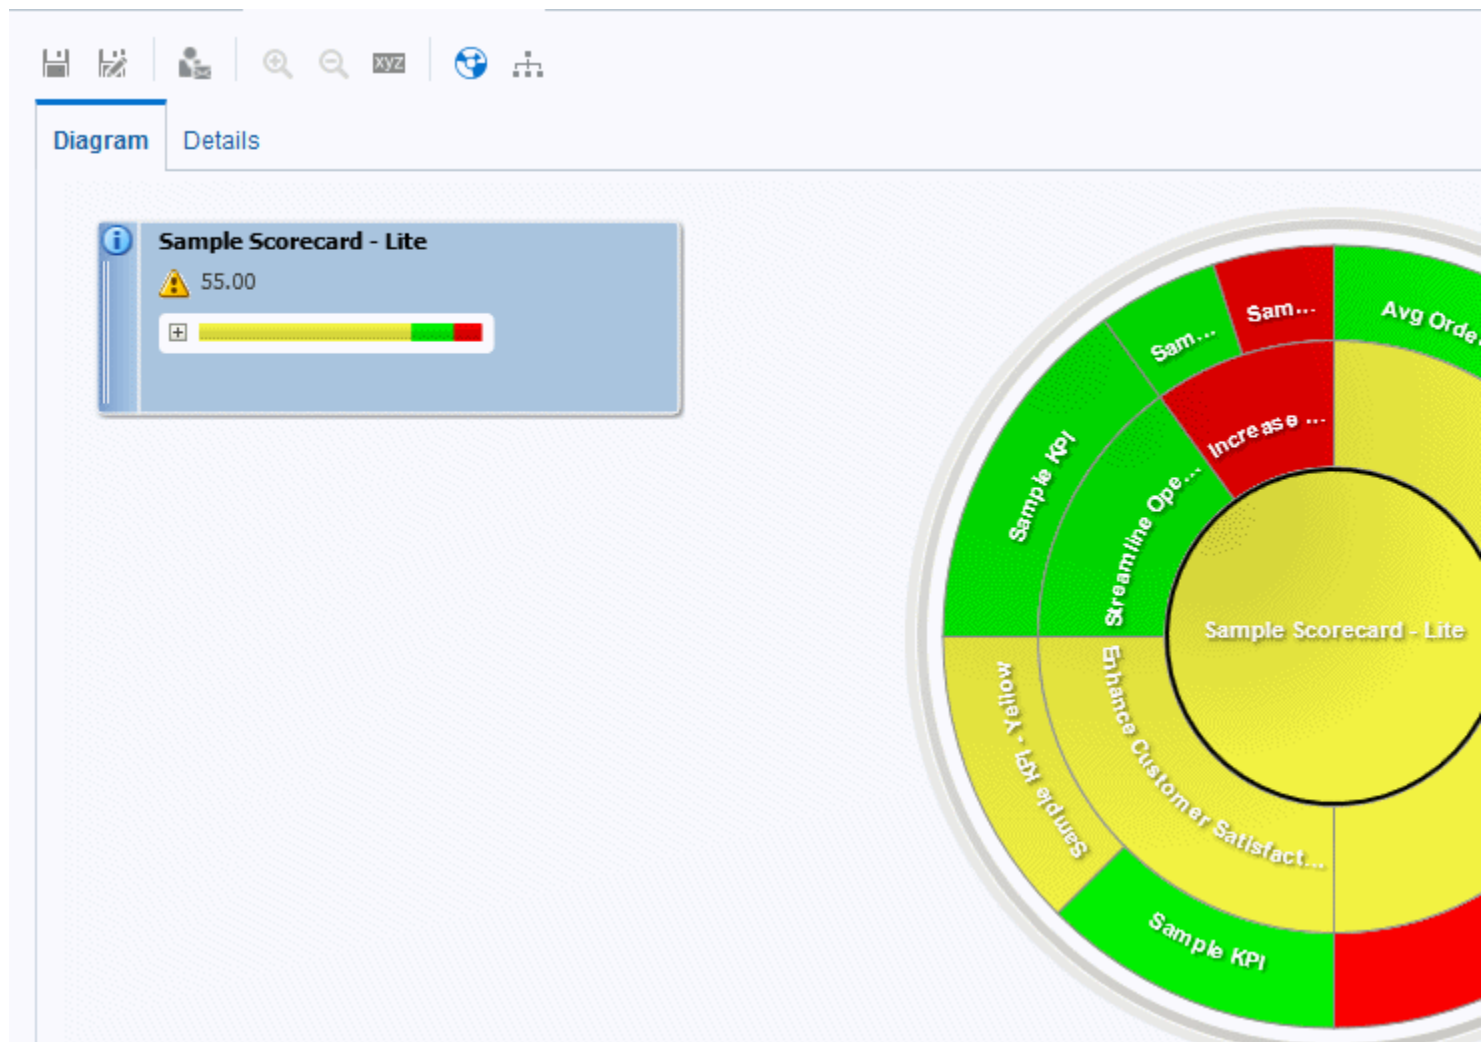 xyz
Diagram
Details
Sample Scorecard - Lite
55.00
Sam...
Sam...
Avg Orde
Increase ...
Sample KPI
Streamline Ope...
Sample Scorecard - Lite
Enhance Customer Satisfact...
Sample KPI - Yellow
Sample KPI